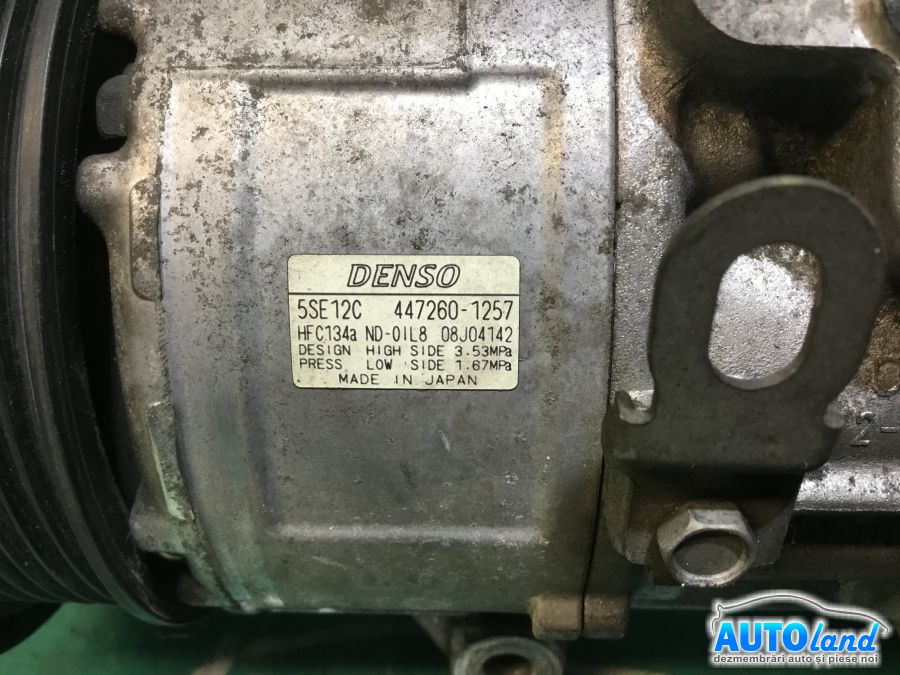 DENSO
5SE12C 447260-1257
HFC134a ND-OIL8 08J04142
DESIGN HIGH SIDE 3.53MPa
PRESS. LOW SIDE 1.67MPa
MADE IN JAPAN
2-
AUTOland
dezmembrări auto și piese noi